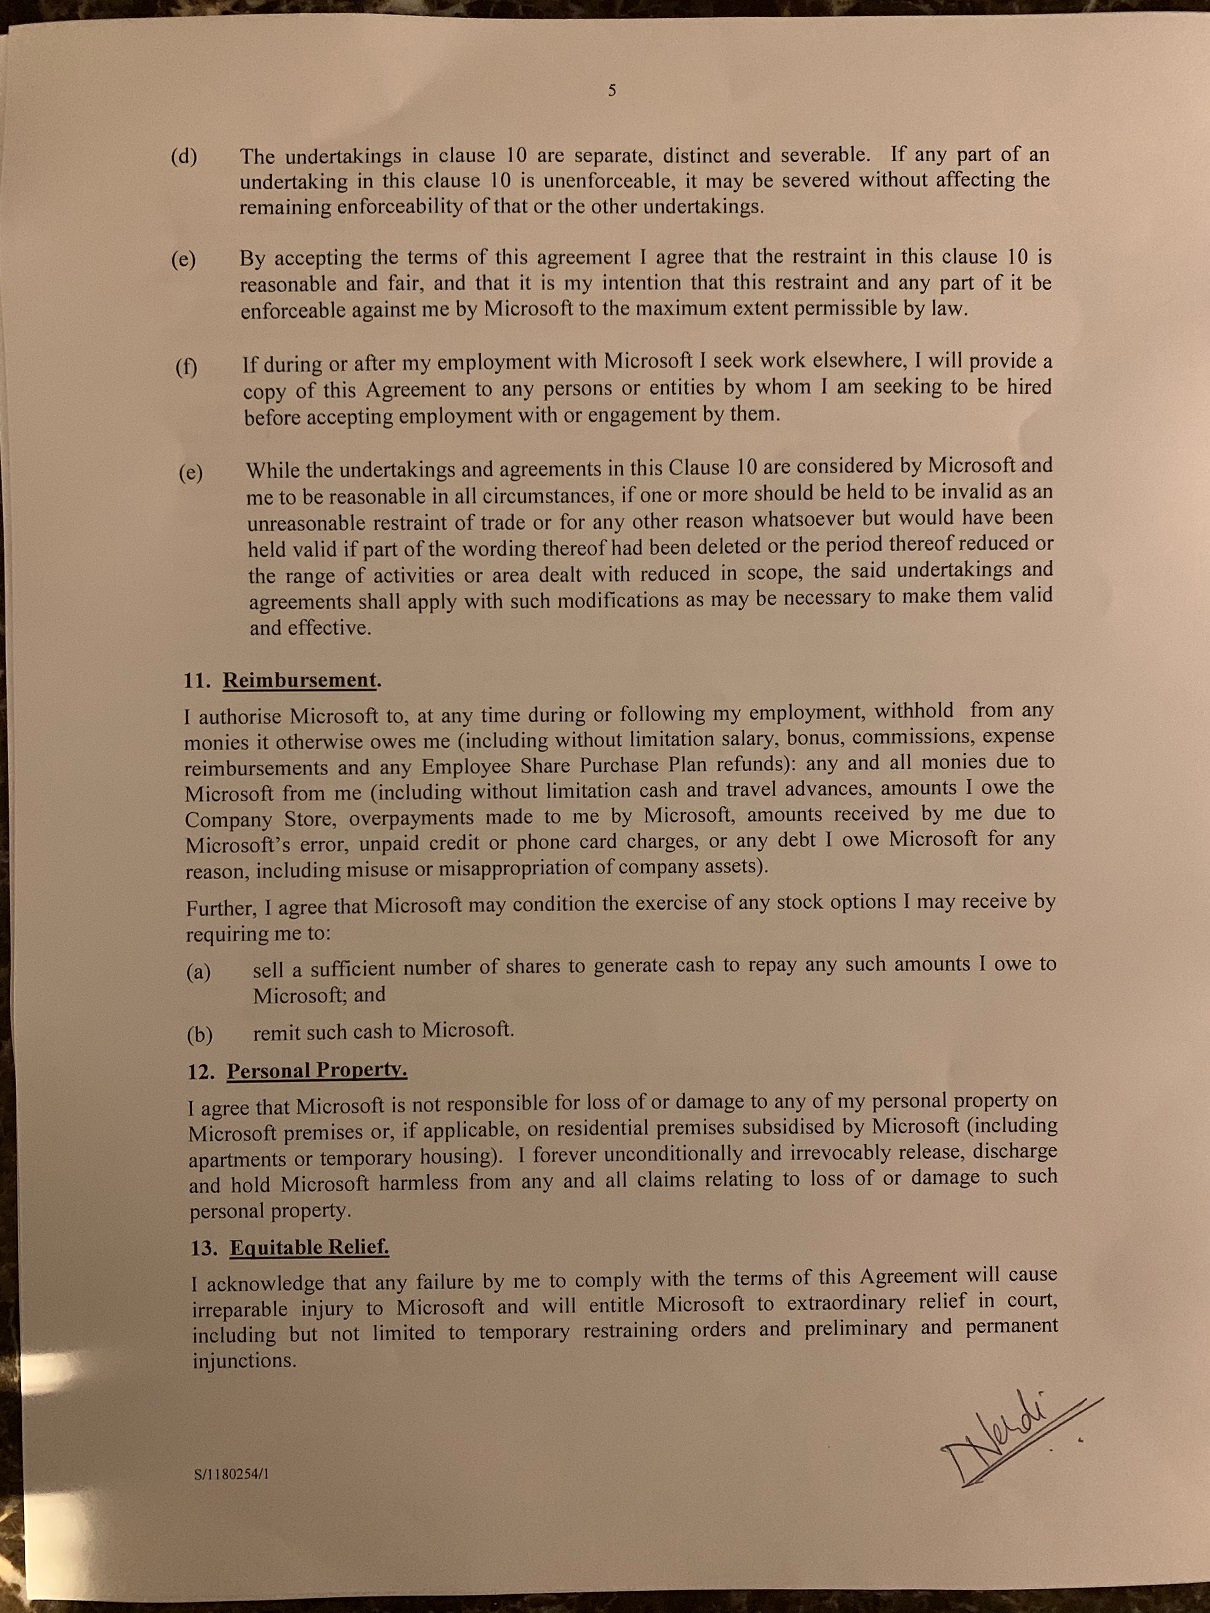 5
(d) The undertakings in clause 10 are separate, distinct and severable. If any part of an
undertaking in this clause 10 is unenforceable, it may be severed without affecting the
remaining enforceability of that or the other undertakings.
(e) By accepting the terms of this agreement I agree that the restraint in this clause 10 is
reasonable and fair, and that it is my intention that this restraint and any part of it be
enforceable against me by Microsoft to the maximum extent permissible by law.
(f) If during or after my employment with Microsoft I seek work elsewhere, I will provide a
copy of this Agreement to any persons or entities by whom I am seeking to be hired
before accepting employment with or engagement by them.
(e) While the undertakings and agreements in this Clause 10 are considered by Microsoft and
me to be reasonable in all circumstances, if one or more should be held to be invalid as an
unreasonable restraint of trade or for any other reason whatsoever but would have been
held valid if part of the wording thereof had been deleted or the period thereof reduced or
the range of activities or area dealt with reduced in scope, the said undertakings and
agreements shall apply with such modifications as may be necessary to make them valid
and effective.
11. Reimbursement.
I authorise Microsoft to, at any time during or following my employment, withhold from any
monies it otherwise owes me (including without limitation salary, bonus, commissions, expense
reimbursements and any Employee Share Purchase Plan refunds): any and all monies due to
Microsoft from me (including without limitation cash and travel advances, amounts I owe the
Company Store, overpayments made to me by Microsoft, amounts received by me due to
Microsoft's error, unpaid credit or phone card charges, or any debt I owe Microsoft for any
reason, including misuse or misappropriation of company assets).
Further, I agree that Microsoft may condition the exercise of any stock options I may receive by
requiring me to:
(a) sell a sufficient number of shares to generate cash to repay any such amounts I owe to
Microsoft; and
(b) remit such cash to Microsoft.
12. Personal Property.
I agree that Microsoft is not responsible for loss of or damage to any of my personal property on
Microsoft premises or, if applicable, on residential premises subsidised by Microsoft (including
apartments or temporary housing). I forever unconditionally and irrevocably release, discharge
and hold Microsoft harmless from any and all claims relating to loss of or damage to such
personal property.
13. Equitable Relief.
I acknowledge that any failure by me to comply with the terms of this Agreement will cause
irreparable injury to Microsoft and will entitle Microsoft to extraordinary relief in court,
including but not limited to temporary restraining orders and preliminary and permanent
injunctions.
S/1180254/1